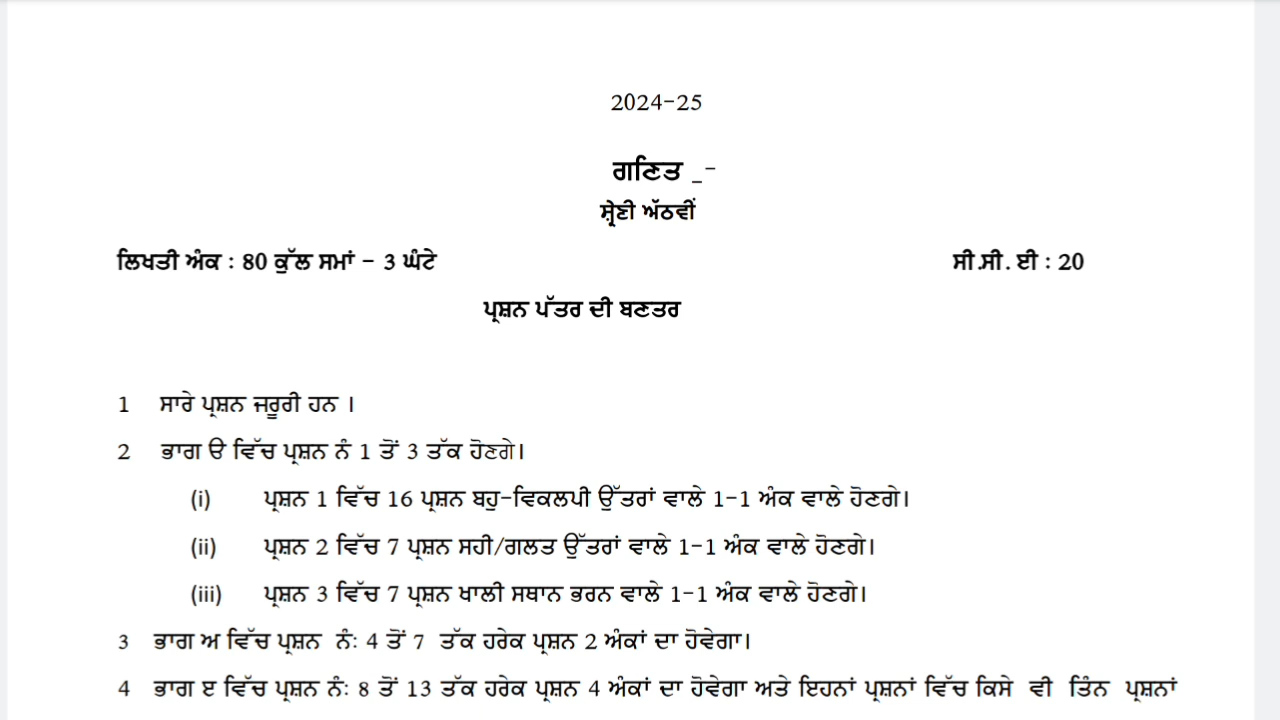 2024-25
ਗਣਿਤ _-
ਸ਼੍ਰੇਣੀ ਅੱਠਵੀਂ
ਲਿਖਤੀ ਅੰਕ : 80 ਕੁੱਲ ਸਮਾਂ - 3 ਘੰਟੇ ਸੀ.ਸੀ. ਈ : 20
ਪ੍ਰਸ਼ਨ ਪੱਤਰ ਦੀ ਬਣਤਰ
1 ਸਾਰੇ ਪ੍ਰਸ਼ਨ ਜਰੂਰੀ ਹਨ ।
2 ਭਾਗ ੳ ਵਿੱਚ ਪ੍ਰਸ਼ਨ ਨੰ 1 ਤੋਂ 3 ਤੱਕ ਹੋਣਗੇ।
(i) ਪ੍ਰਸ਼ਨ 1 ਵਿੱਚ 16 ਪ੍ਰਸ਼ਨ ਬਹੁ-ਵਿਕਲਪੀ ਉੱਤਰਾਂ ਵਾਲੇ 1-1 ਅੰਕ ਵਾਲੇ ਹੋਣਗੇ।
(ii) ਪ੍ਰਸ਼ਨ 2 ਵਿੱਚ 7 ਪ੍ਰਸ਼ਨ ਸਹੀ/ਗਲਤ ਉੱਤਰਾਂ ਵਾਲੇ 1-1 ਅੰਕ ਵਾਲੇ ਹੋਣਗੇ।
(iii) ਪ੍ਰਸ਼ਨ 3 ਵਿੱਚ 7 ਪ੍ਰਸ਼ਨ ਖਾਲੀ ਸਥਾਨ ਭਰਨ ਵਾਲੇ 1-1 ਅੰਕ ਵਾਲੇ ਹੋਣਗੇ।
3 ਭਾਗ ਅ ਵਿੱਚ ਪ੍ਰਸ਼ਨ ਨੰ: 4 ਤੋਂ 7 ਤੱਕ ਹਰੇਕ ਪ੍ਰਸ਼ਨ 2 ਅੰਕਾਂ ਦਾ ਹੋਵੇਗਾ।
4 ਭਾਗ ੲ ਵਿੱਚ ਪ੍ਰਸ਼ਨ ਨੰ: 8 ਤੋਂ 13 ਤੱਕ ਹਰੇਕ ਪ੍ਰਸ਼ਨ 4 ਅੰਕਾਂ ਦਾ ਹੋਵੇਗਾ ਅਤੇ ਇਹਨਾਂ ਪ੍ਰਸ਼ਨਾਂ ਵਿੱਚ ਕਿਸੇ ਵੀ ਤਿੰਨ ਪ੍ਰਸ਼ਨਾਂ